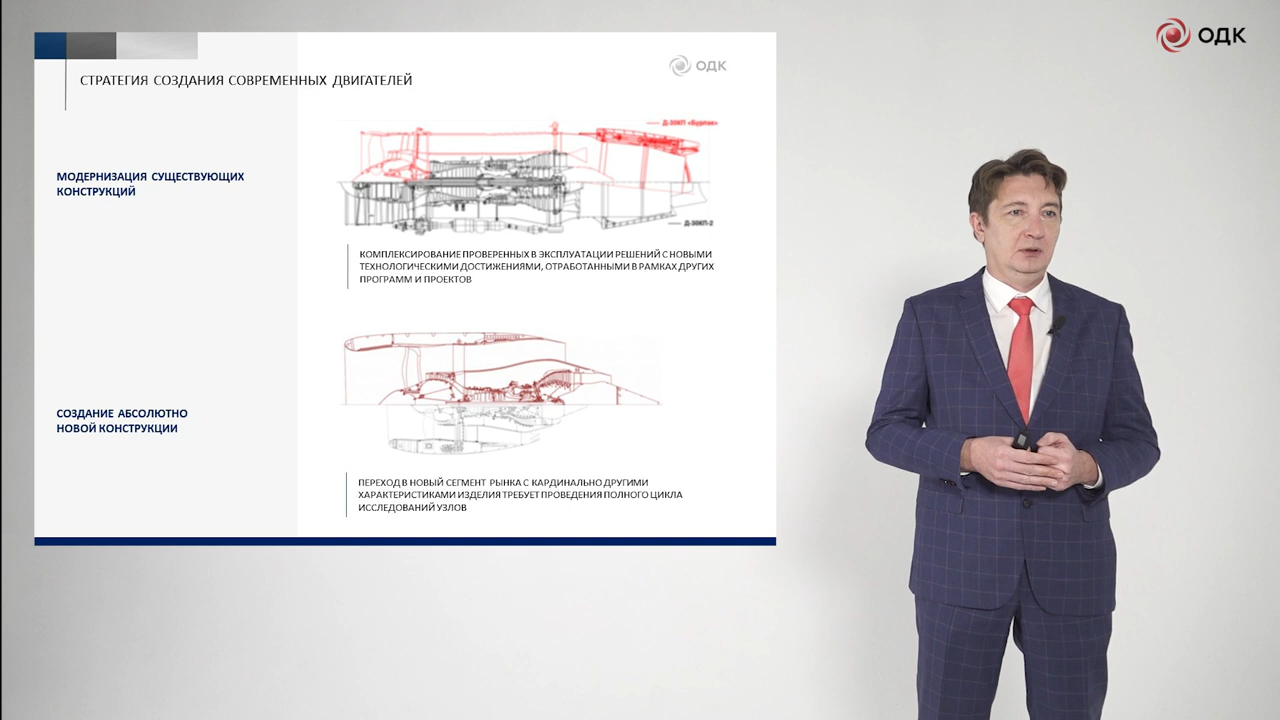 ОДК
ОДК
СТРАТЕГИЯ СОЗДАНИЯ СОВРЕМЕННЫХ ДВИГАТЕЛЕЙ
Д-30КП «Бурлак»
МОДЕРНИЗАЦИЯ СУЩЕСТВУЮЩИХ
КОНСТРУКЦИЙ
Д-30КП-2
КОМПЛЕКСИРОВАНИЕ ПРОВЕРЕННЫХ В ЭКСПЛУАТАЦИИ РЕШЕНИЙ С НОВЫМИ
ТЕХНОЛОГИЧЕСКИМИ ДОСТИЖЕНИЯМИ, ОТРАБОТАННЫМИ В РАМКАХ ДРУГИХ
ПРОГРАММ И ПРОЕКТОВ
СОЗДАНИЕ АБСОЛЮТНО
НОВОЙ КОНСТРУКЦИИ
ПЕРЕХОД В НОВЫЙ СЕГМЕНТ РЫНКА С КАРДИНАЛЬНО ДРУГИМИ
ХАРАКТЕРИСТИКАМИ ИЗДЕЛИЯ ТРЕБУЕТ ПРОВЕДЕНИЯ ПОЛНОГО ЦИКЛА
ИССЛЕДОВАНИЙ УЗЛОВ